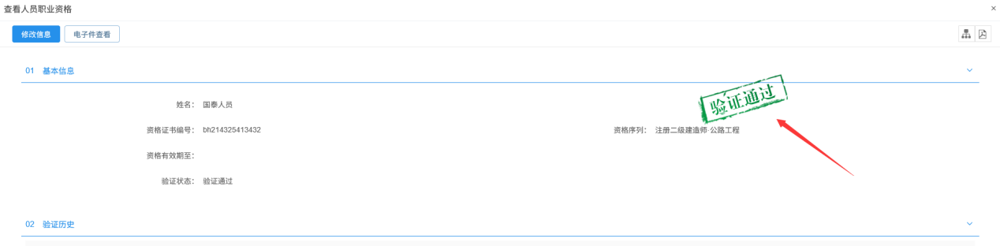 查看人员职业资格 ×
修改信息 电子件查看
01 基本信息
验证通过
姓名： 国泰人员
资格证书编号： bh214325413432 资格序列： 注册二级建造师·公路工程
资格有效期至：
验证状态： 验证通过
02 验证历史